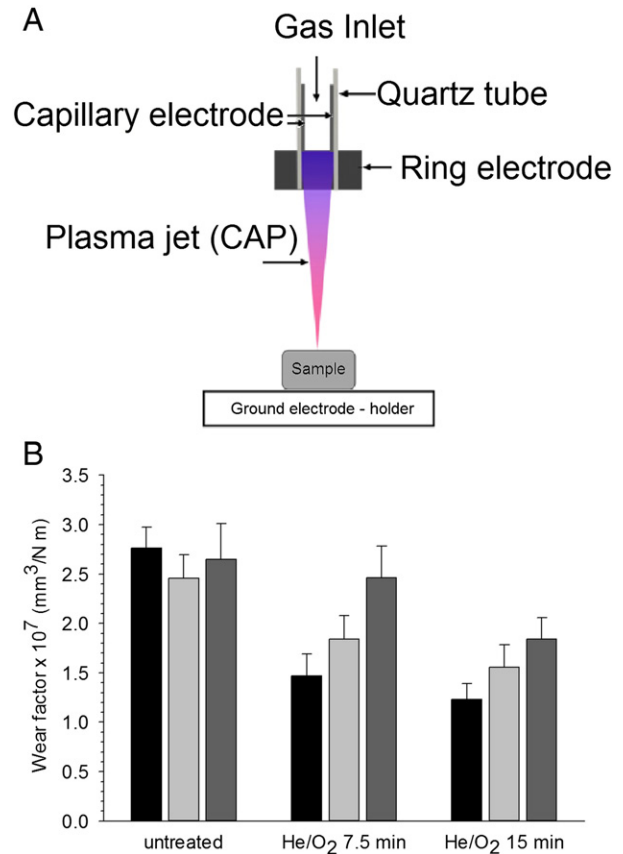 A
Gas Inlet
Capillary electrode
Quartz tube
Ring electrode
Plasma jet (CAP)
Sample
Ground electrode - holder
B
Wear factor x 10⁷ (mm³/N m)
3.5
3.0
2.5
2.0
1.5
1.0
0.5
0.0
untreated He/O₂ 7.5 min He/O₂ 15 min